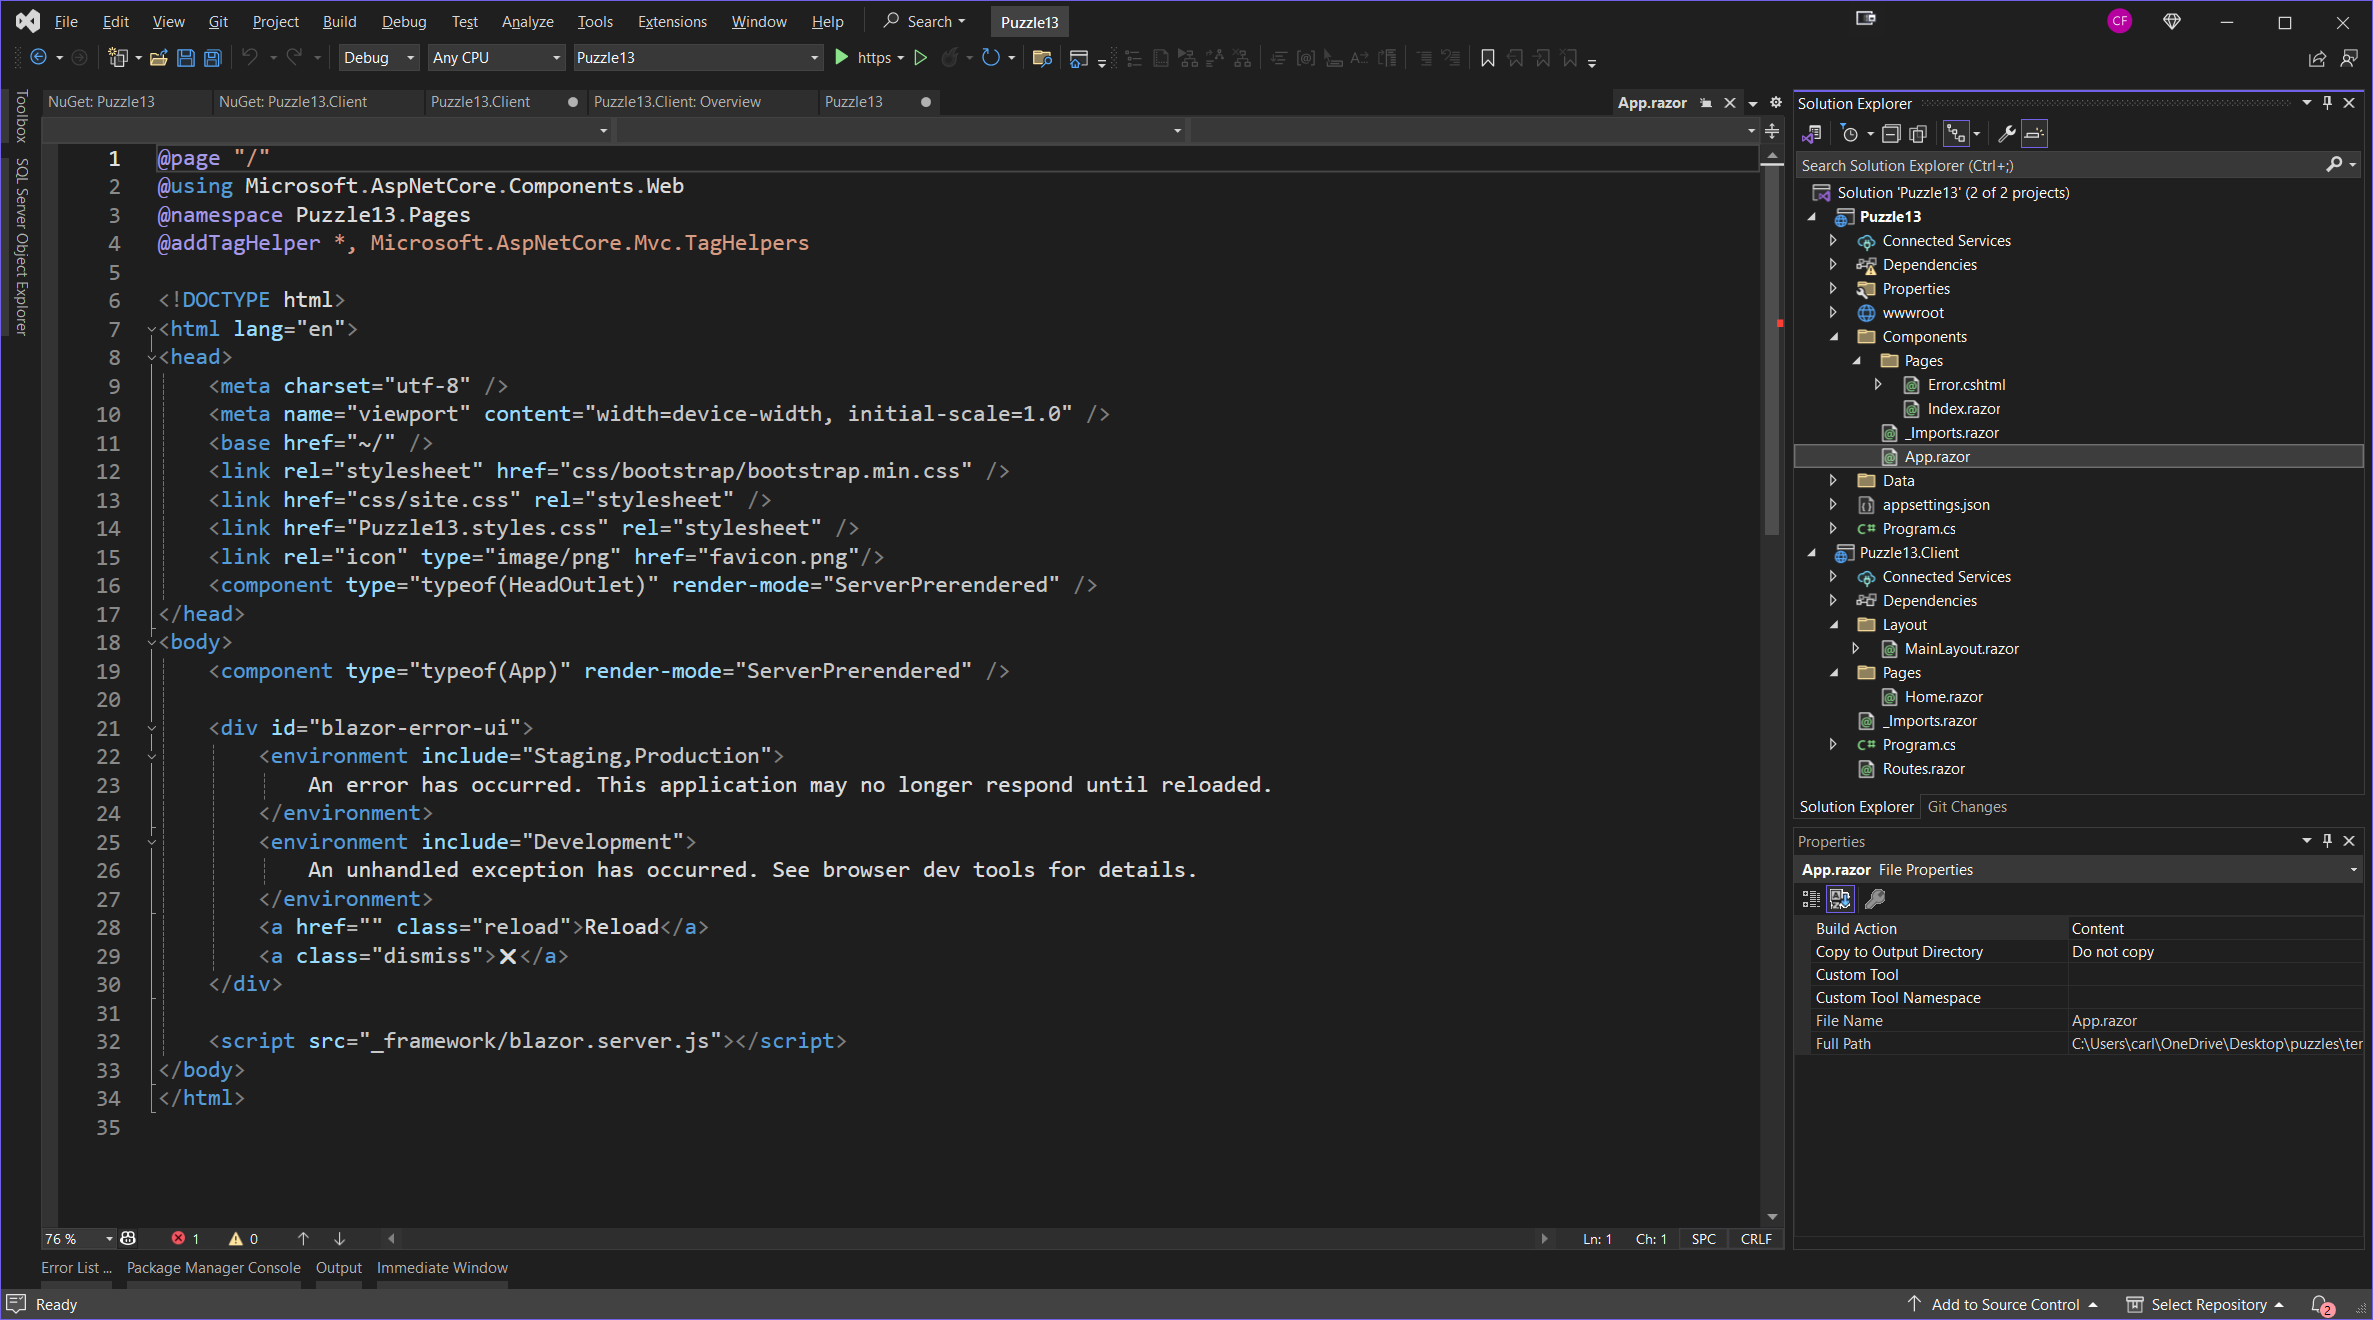 File Edit View Git Project Build Debug Test Analyze Tools Extensions Window Help Search Puzzle13 CF
Debug Any CPU Puzzle13 https
Toolbox
SQL Server Object Explorer
NuGet: Puzzle13 NuGet: Puzzle13.Client Puzzle13.Client Puzzle13.Client: Overview Puzzle13 App.razor
1 @page "/"
2 @using Microsoft.AspNetCore.Components.Web
3 @namespace Puzzle13.Pages
4 @addTagHelper *, Microsoft.AspNetCore.Mvc.TagHelpers
5
6 <!DOCTYPE html>
7 <html lang="en">
8 <head>
9 <meta charset="utf-8" />
10 <meta name="viewport" content="width=device-width, initial-scale=1.0" />
11 <base href="~/" />
12 <link rel="stylesheet" href="css/bootstrap/bootstrap.min.css" />
13 <link href="css/site.css" rel="stylesheet" />
14 <link href="Puzzle13.styles.css" rel="stylesheet" />
15 <link rel="icon" type="image/png" href="favicon.png"/>
16 <component type="typeof(HeadOutlet)" render-mode="ServerPrerendered" />
17 </head>
18 <body>
19 <component type="typeof(App)" render-mode="ServerPrerendered" />
20
21 <div id="blazor-error-ui">
22 <environment include="Staging,Production">
23 An error has occurred. This application may no longer respond until reloaded.
24 </environment>
25 <environment include="Development">
26 An unhandled exception has occurred. See browser dev tools for details.
27 </environment>
28 <a href="" class="reload">Reload</a>
29 <a class="dismiss">🗙</a>
30 </div>
31
32 <script src="_framework/blazor.server.js"></script>
33 </body>
34 </html>
35
76 % 1 0 Ln: 1 Ch: 1 SPC CRLF
Error List ... Package Manager Console Output Immediate Window
Solution Explorer
Search Solution Explorer (Ctrl+;)
Solution 'Puzzle13' (2 of 2 projects)
Puzzle13
Connected Services
Dependencies
Properties
wwwroot
Components
Pages
Error.cshtml
Index.razor
_Imports.razor
App.razor
Data
appsettings.json
C# Program.cs
Puzzle13.Client
Connected Services
Dependencies
Layout
MainLayout.razor
Pages
Home.razor
_Imports.razor
C# Program.cs
Routes.razor
Solution Explorer Git Changes
Properties
App.razor File Properties
Build Action Content
Copy to Output Directory Do not copy
Custom Tool
Custom Tool Namespace
File Name App.razor
Full Path C:\Users\carl\OneDrive\Desktop\puzzles\ter
Ready Add to Source Control Select Repository 2